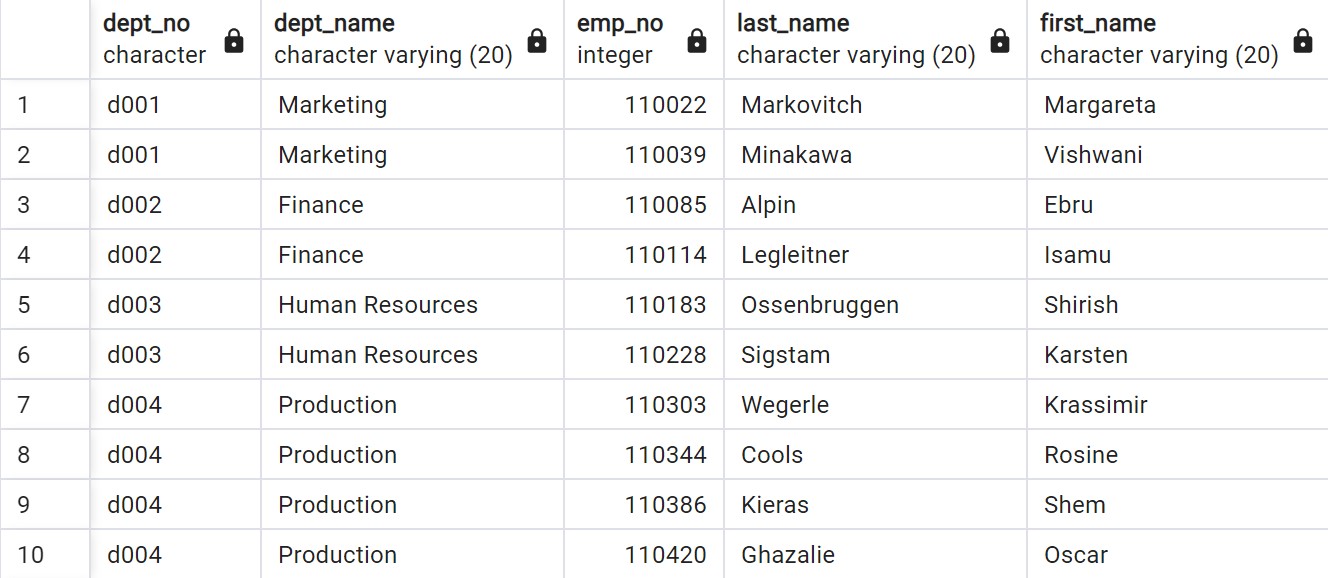 dept_no dept_name emp_no last_name first_name
character character varying (20) integer character varying (20) character varying (20)
1 d001 Marketing 110022 Markovitch Margareta
2 d001 Marketing 110039 Minakawa Vishwani
3 d002 Finance 110085 Alpin Ebru
4 d002 Finance 110114 Legleitner Isamu
5 d003 Human Resources 110183 Ossenbruggen Shirish
6 d003 Human Resources 110228 Sigstam Karsten
7 d004 Production 110303 Wegerle Krassimir
8 d004 Production 110344 Cools Rosine
9 d004 Production 110386 Kieras Shem
10 d004 Production 110420 Ghazalie Oscar